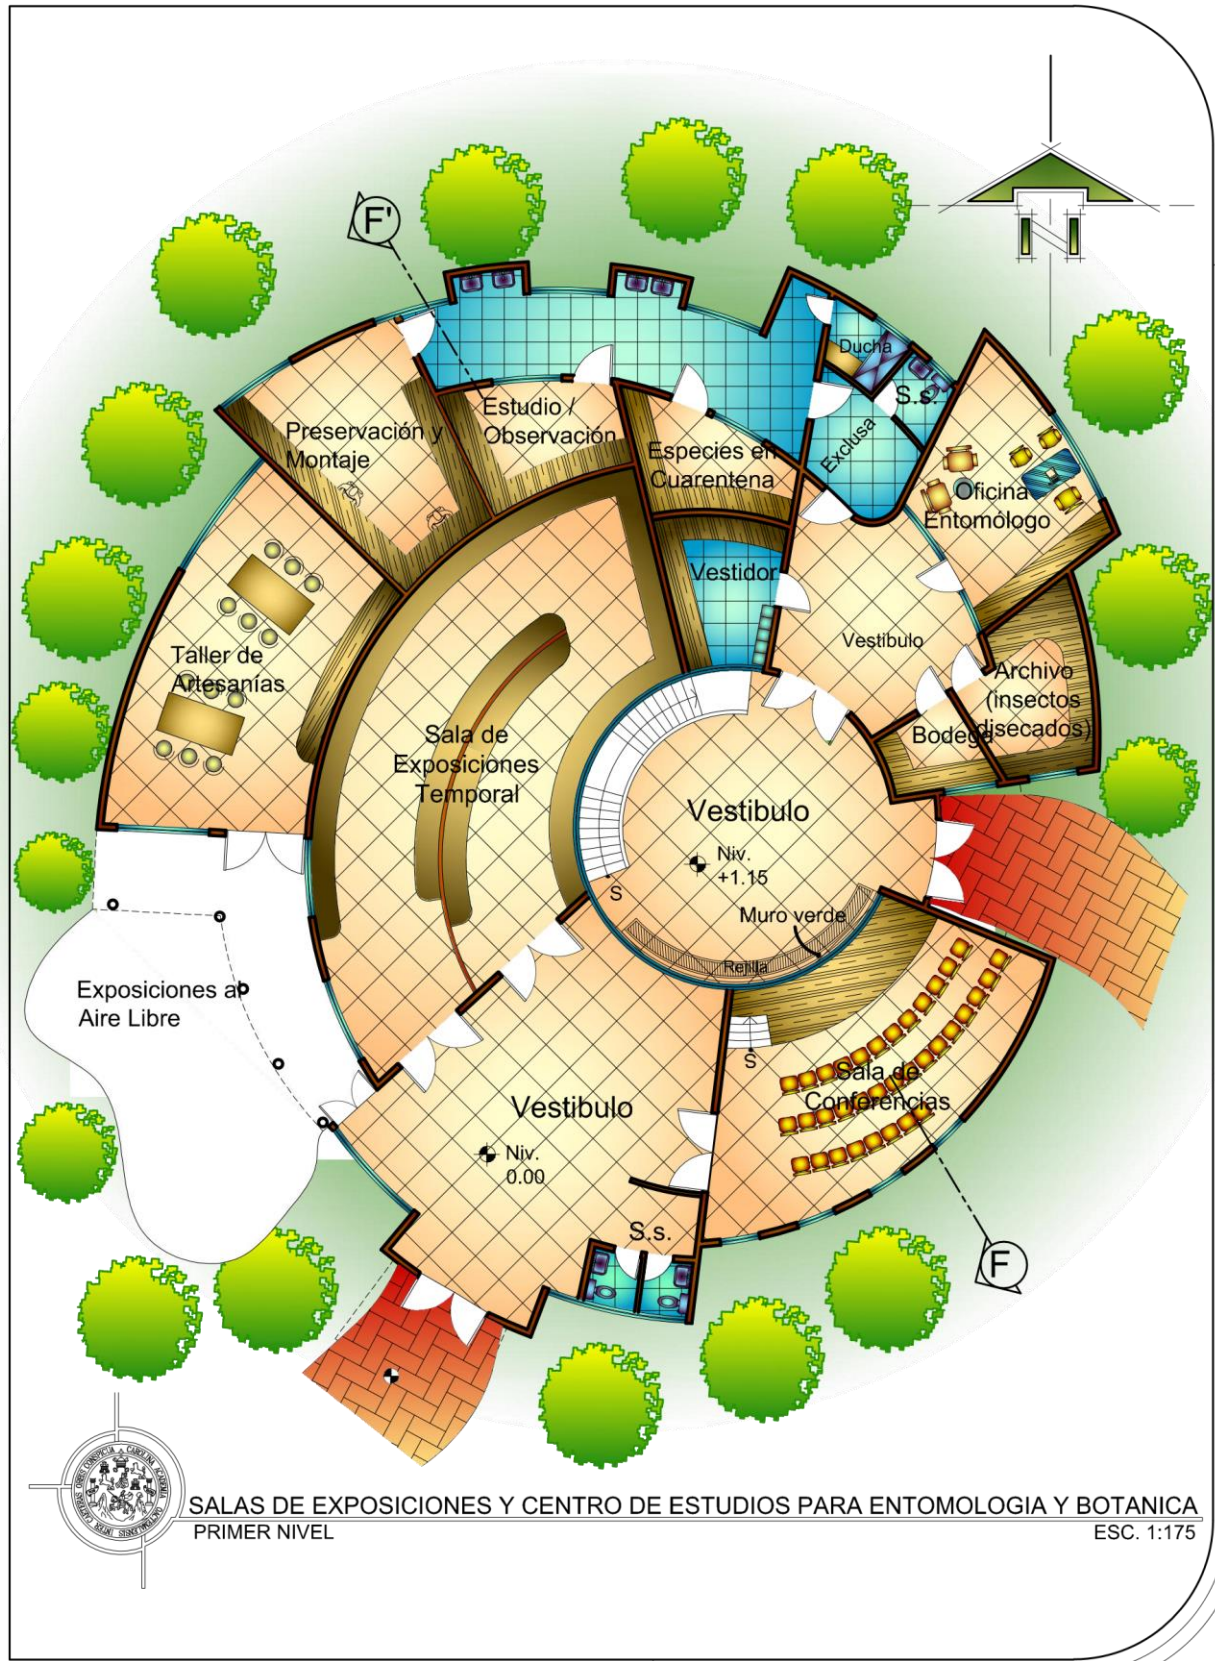 N
F'
Ducha
S.s.
Estudio /
Observación
Preservación y
Montaje
Especies en
Cuarentena
Exclusa
Oficina
Entomólogo
Vestidor
Vestibulo
Taller de
Artesanías
Archivo
(insectos
disecados)
Bodega
Sala de
Exposiciones
Temporal
Vestibulo
Niv.
+1.15
S
Muro verde
Rejilla
Exposiciones al
Aire Libre
S
Sala de
Conferencias
Vestibulo
Niv.
0.00
S.s.
F
SALAS DE EXPOSICIONES Y CENTRO DE ESTUDIOS PARA ENTOMOLOGIA Y BOTANICA
PRIMER NIVEL
ESC. 1:175